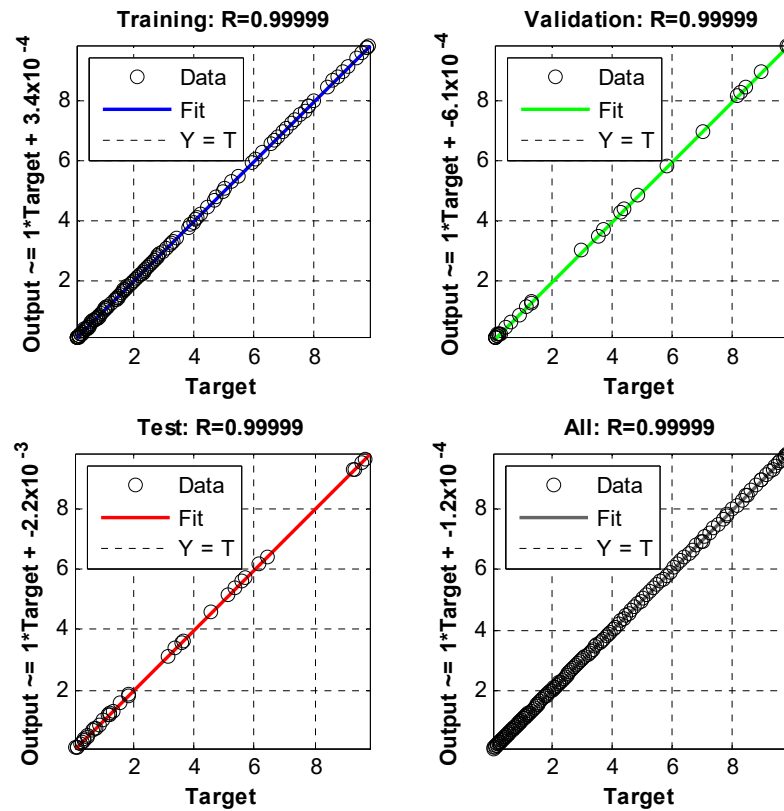 Training: R=0.99999
Output ~= 1*Target + 3.4x10⁻⁴
Data
Fit
Y = T
8
6
4
2
2 4 6 8
Target
Validation: R=0.99999
Output ~= 1*Target + -6.1x10⁻⁴
Data
Fit
Y = T
8
6
4
2
2 4 6 8
Target
Test: R=0.99999
Output ~= 1*Target + -2.2x10⁻³
Data
Fit
Y = T
8
6
4
2
2 4 6 8
Target
All: R=0.99999
Output ~= 1*Target + -1.2x10⁻⁴
Data
Fit
Y = T
8
6
4
2
2 4 6 8
Target